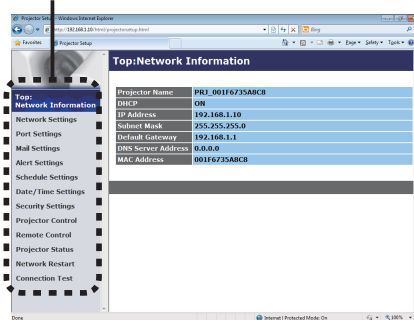 Projector Setup - Windows Internet Explorer
http://192.168.1.10/html/projectorsetup.html
Bing
Favorites Projector Setup Page Safety Tools
Top:Network Information
Top:
Network Information
Network Settings
Port Settings
Mail Settings
Alert Settings
Schedule Settings
Date/Time Settings
Security Settings
Projector Control
Remote Control
Projector Status
Network Restart
Connection Test
Projector Name PRJ_001F6735A8C8
DHCP ON
IP Address 192.168.1.10
Subnet Mask 255.255.255.0
Default Gateway 192.168.1.1
DNS Server Address 0.0.0.0
MAC Address 001F6735A8C8
Done Internet | Protected Mode: On 100%